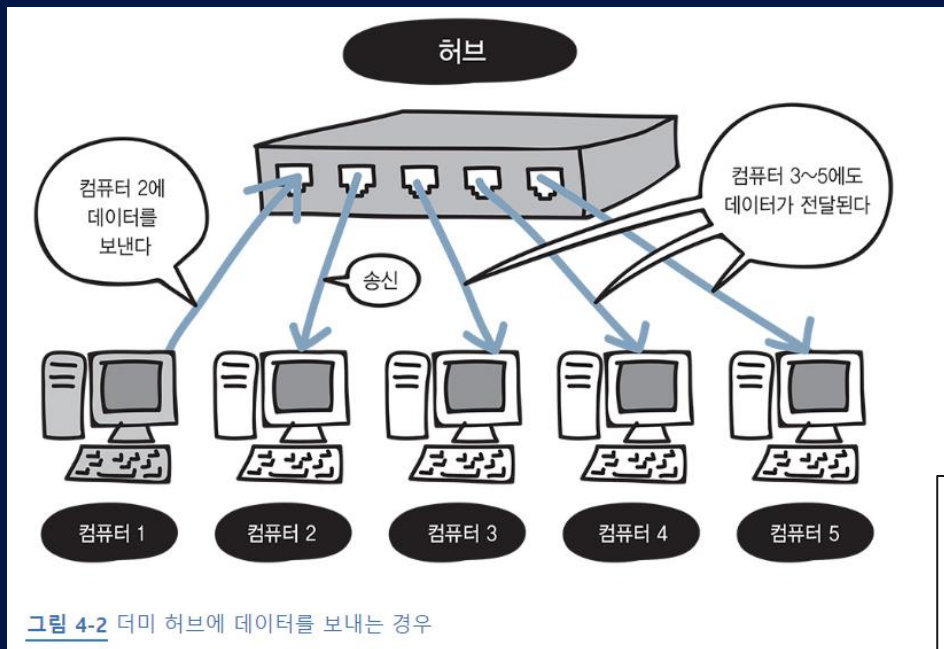 허브
컴퓨터 2에
데이터를
보낸다
컴퓨터 3~5에도
데이터가 전달된다
송신
컴퓨터 1
컴퓨터 2
컴퓨터 3
컴퓨터 4
컴퓨터 5
그림 4-2 더미 허브에 데이터를 보내는 경우